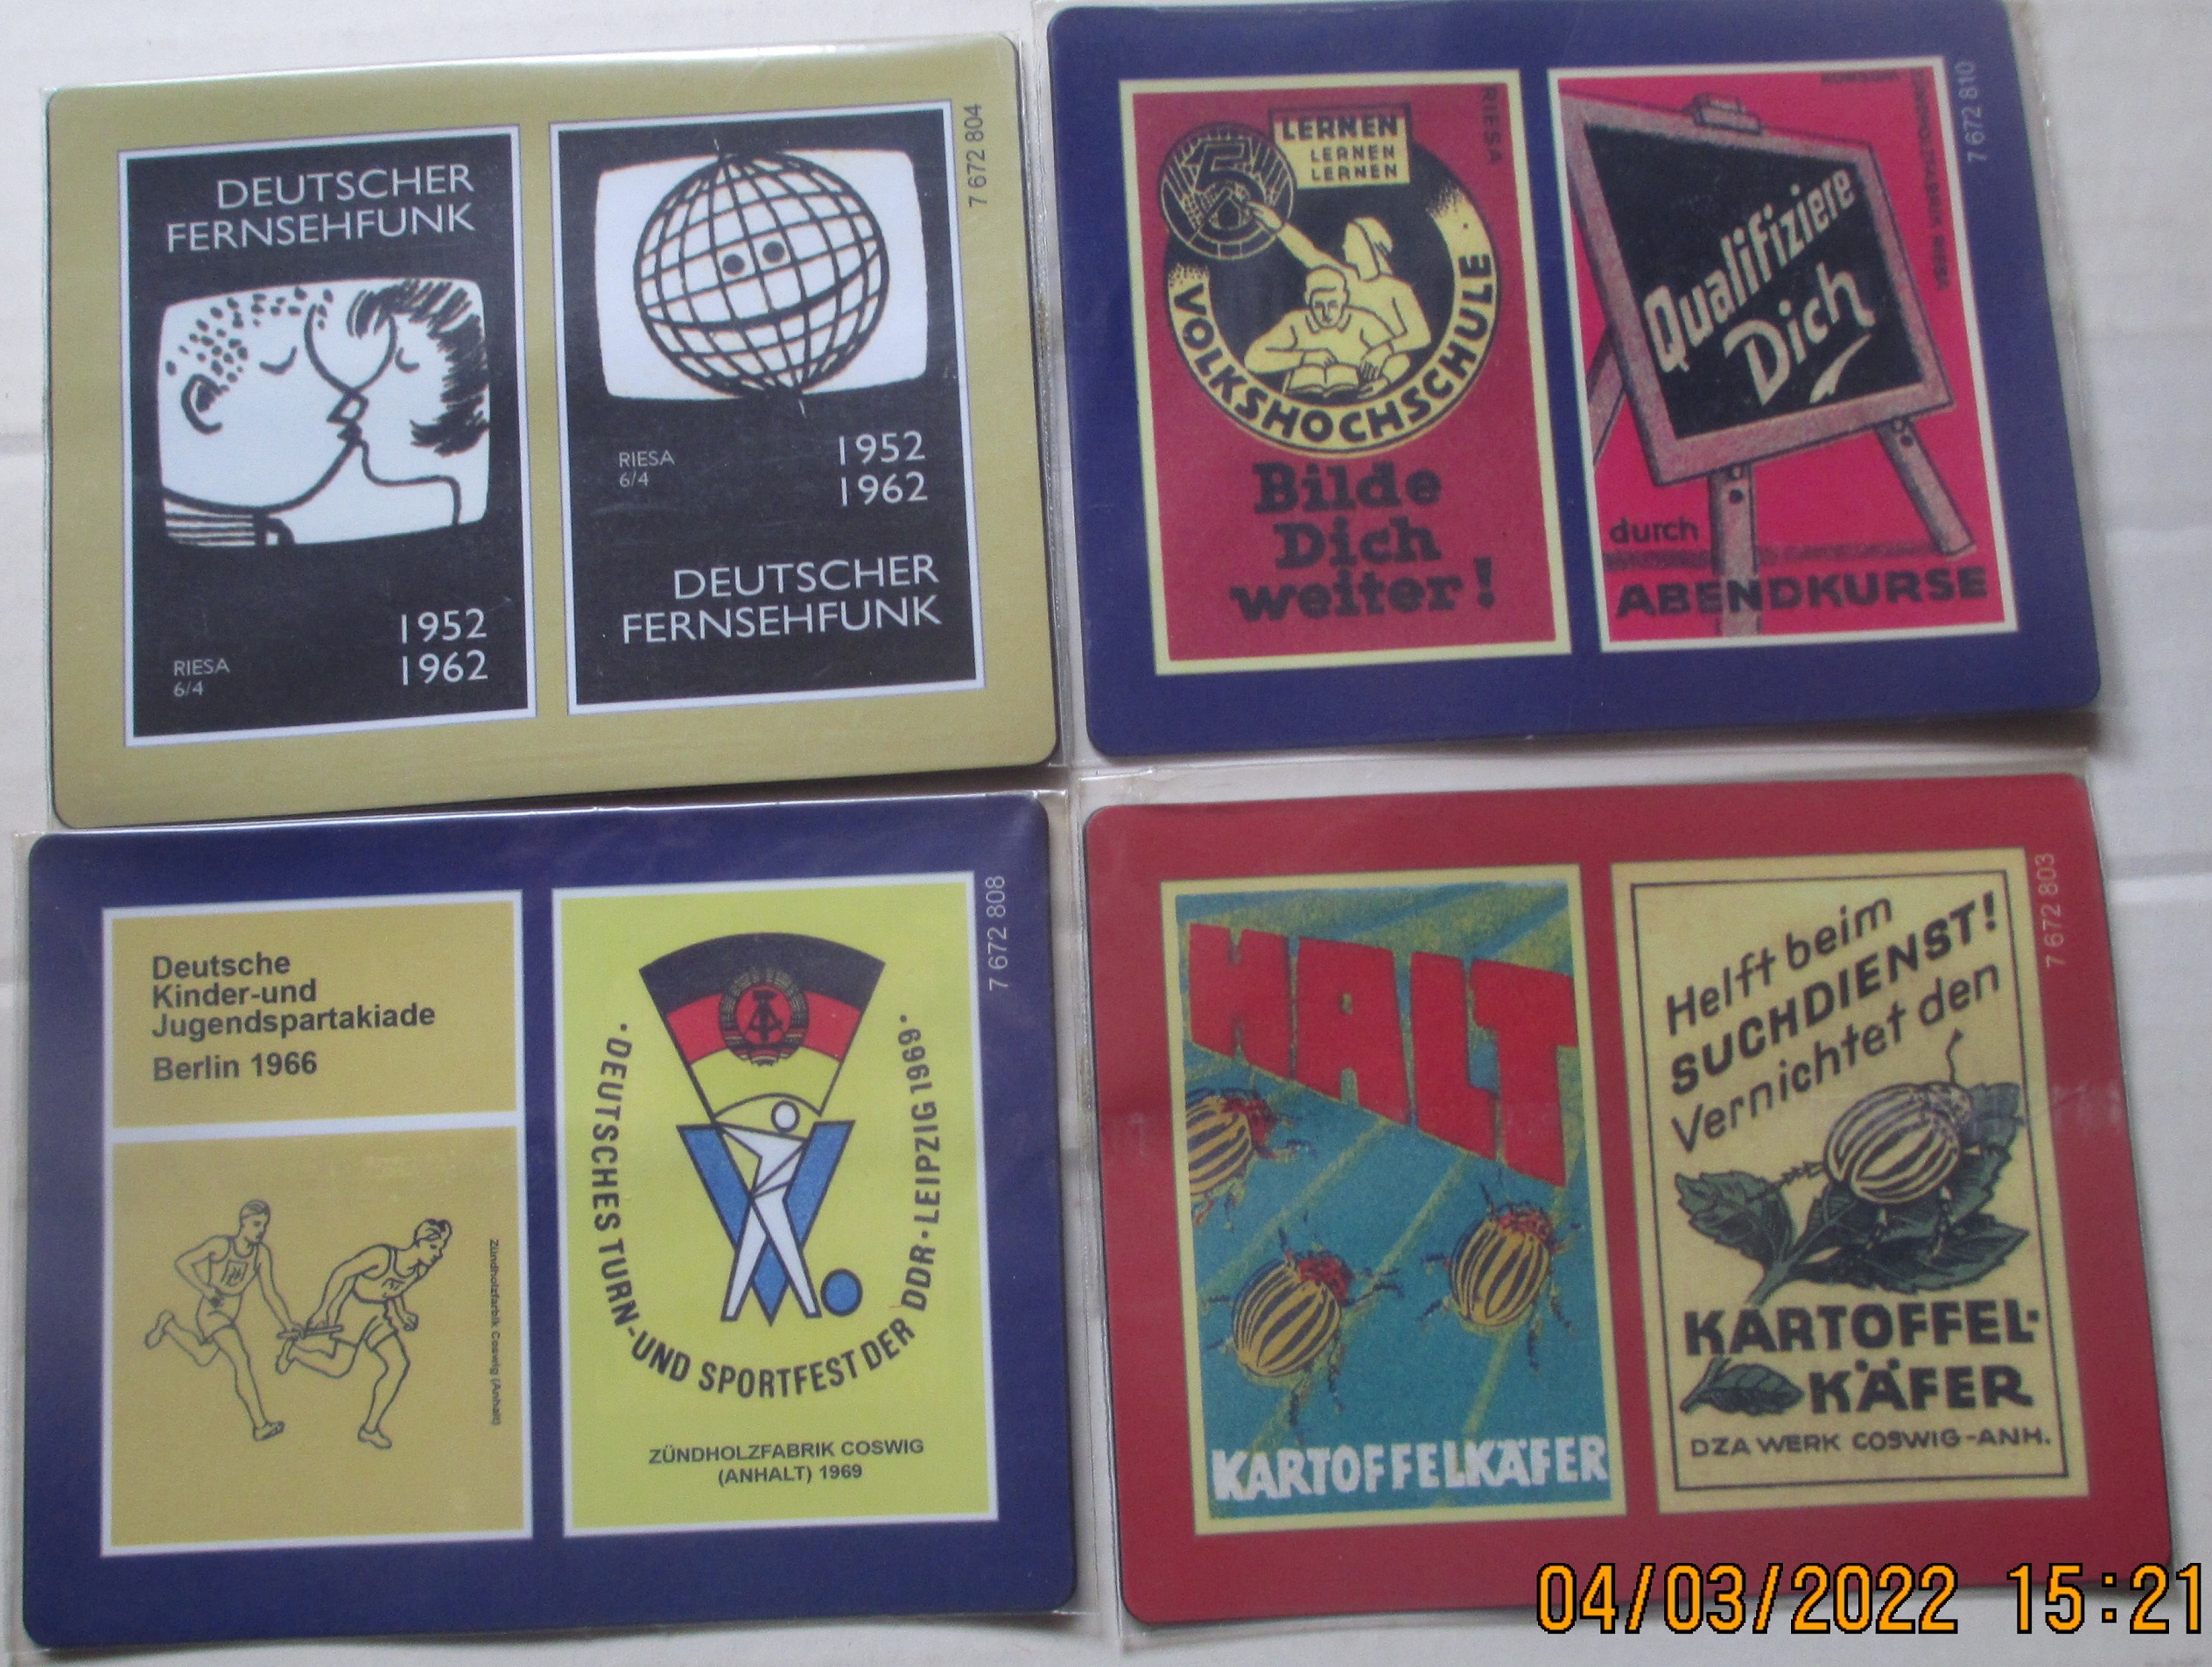 DEUTSCHER
FERNSEHFUNK
RIESA
6/4
1952
1962
RIESA
6/4
1952
1962
DEUTSCHER
FERNSEHFUNK
7 672 804
5
LERNEN
LERNEN
LERNEN
RIESA
VOLKSHOCHSCHULE
Bilde
Dich
weiter!
Qualifiziere
Dich
durch
ABENDKURSE
7 672 810
Deutsche
Kinder-und
Jugendspartakiade
Berlin 1966
Zündholzfarbik Coswig (Anhalt)
• DEUTSCHES TURN-UND SPORTFEST DER DDR • LEIPZIG 1969 •
ZÜNDHOLZFABRIK COSWIG
(ANHALT) 1969
7 672 808
HALT
KARTOFFELKÄFER
Helft beim
SUCHDIENST!
Vernichtet den
KARTOFFEL-
KÄFER
DZA WERK COSWIG-ANH.
7 672 803
04/03/2022 15:21